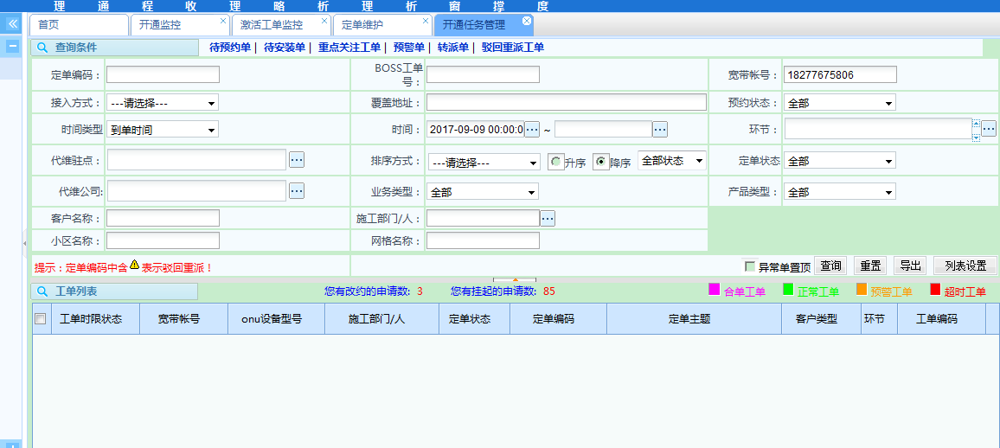 理 通 程 收 理 略 析 理 析 窗 撑 度
首页 开通监控 激活工单监控 定单维护 开通任务管理
查询条件 待预约单 | 待安装单 | 重点关注工单 | 预警单 | 转派单 | 驳回重派工单
定单编码： BOSS工单号： 宽带帐号： 18277675806
接入方式： ---请选择--- 覆盖地址： 预约状态： 全部
时间类型 到单时间 时间： 2017-09-09 00:00:0 ~ 环节：
代维驻点： 排序方式： ---请选择--- 升序 降序 全部状态 定单状态 全部
代维公司: 业务类型： 全部 产品类型： 全部
客户名称： 施工部门/人：
小区名称： 网格名称：
提示：定单编码中含 表示驳回重派！ 异常单置顶 查询 重置 导出 列表设置
工单列表 您有改约的申请数: 3 您有挂起的申请数: 85 合单工单 正常工单 预警工单 超时工单
工单时限状态 宽带帐号 onu设备型号 施工部门/人 定单状态 定单编码 定单主题 客户类型 环节 工单编码